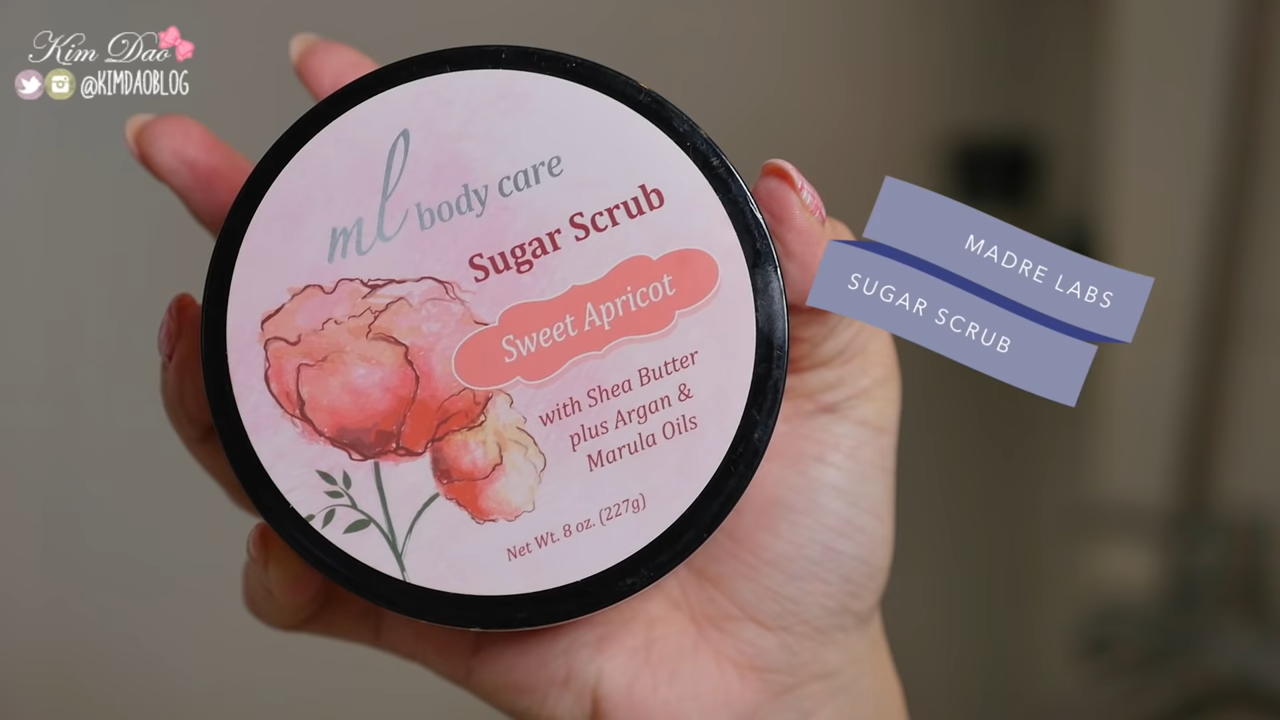 Kim Dao
@KIMDAOBLOG
ml body care
Sugar Scrub
Sweet Apricot
with Shea Butter
plus Argan &
Marula Oils
Net Wt. 8 oz. (227g)
MADRE LABS
SUGAR SCRUB